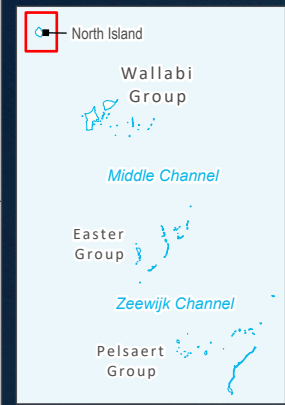 North Island
Wallabi
Group
Middle Channel
Easter
Group
Zeewijk Channel
Pelsaert
Group